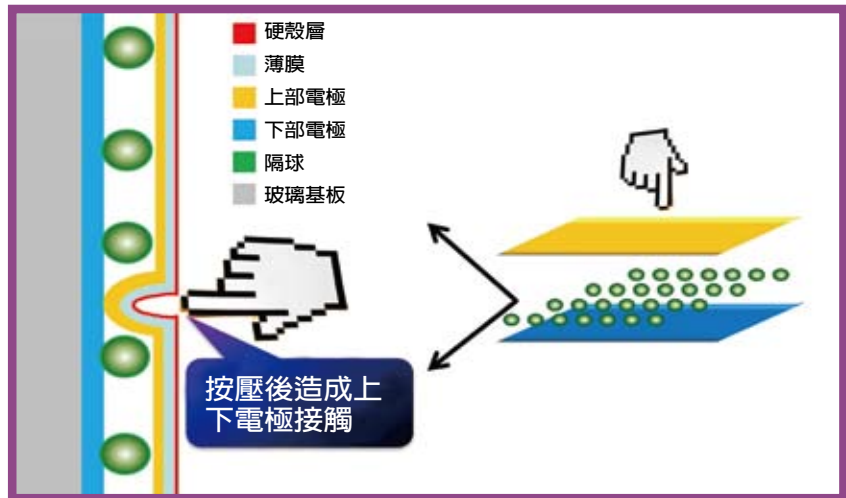 硬殼層
薄膜
上部電極
下部電極
隔球
玻璃基板
按壓後造成上
下電極接觸